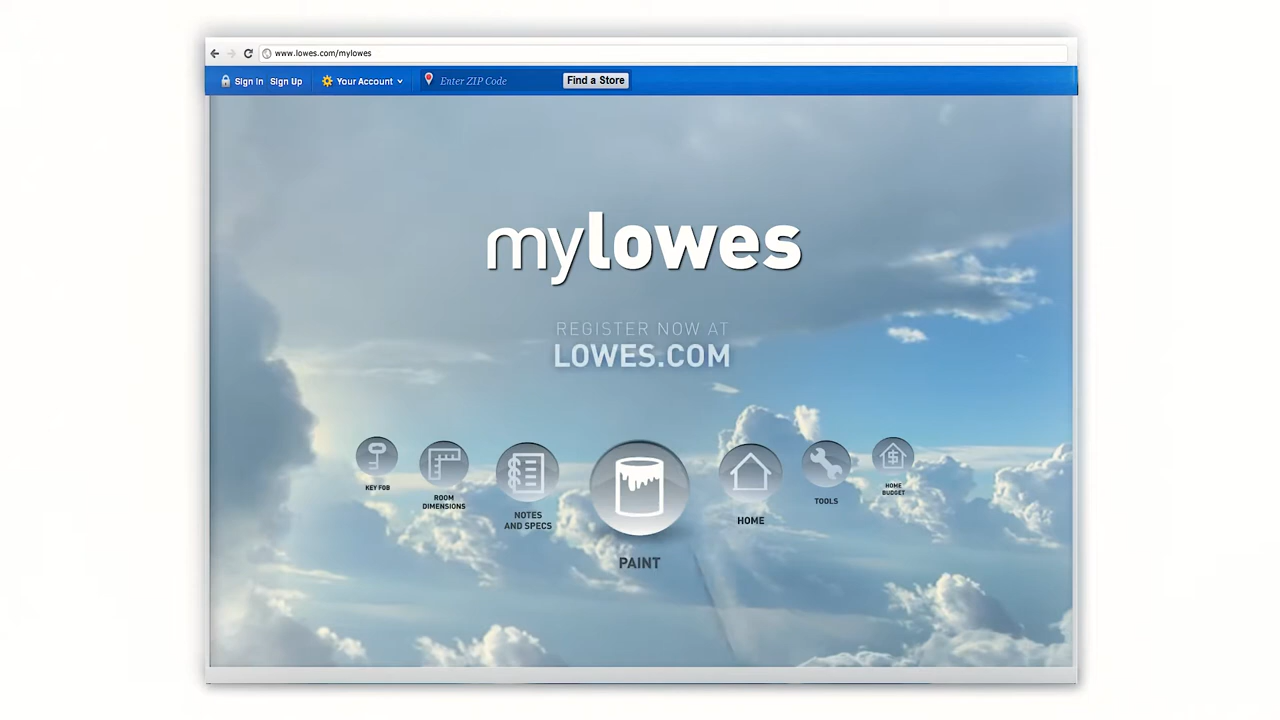 www.lowes.com/mylowes
Sign In Sign Up Your Account Enter ZIP Code Find a Store
mylowes
REGISTER NOW AT
LOWES.COM
KEY FOB
ROOM
DIMENSIONS
NOTES
AND SPECS
PAINT
HOME
TOOLS
HOME
BUDGET